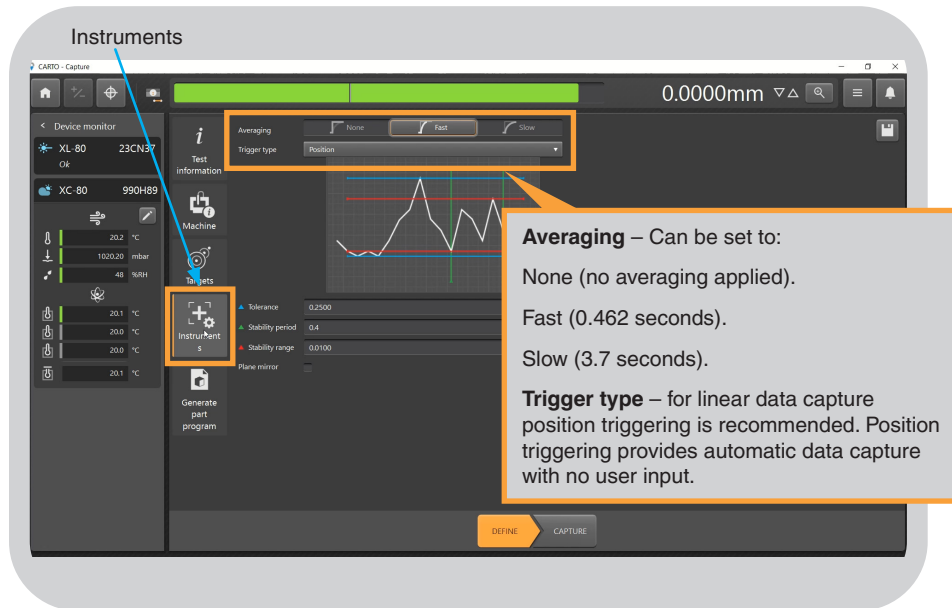 Instruments
CARTO - Capture
0.0000mm
< Device monitor
XL-80 23CN37
Ok
XC-80 990H89
20.2 °C
1020.20 mbar
48 %RH
20.1 °C
20.0 °C
20.0 °C
20.1 °C
Test
information
Machine
Targets
Instrument
s
Generate
part
program
Averaging None Fast Slow
Trigger type Position
Tolerance 0.2500
Stability period 0.4
Stability range 0.0100
Plane mirror
Averaging – Can be set to:
None (no averaging applied).
Fast (0.462 seconds).
Slow (3.7 seconds).
Trigger type – for linear data capture
position triggering is recommended. Position
triggering provides automatic data capture
with no user input.
DEFINE CAPTURE